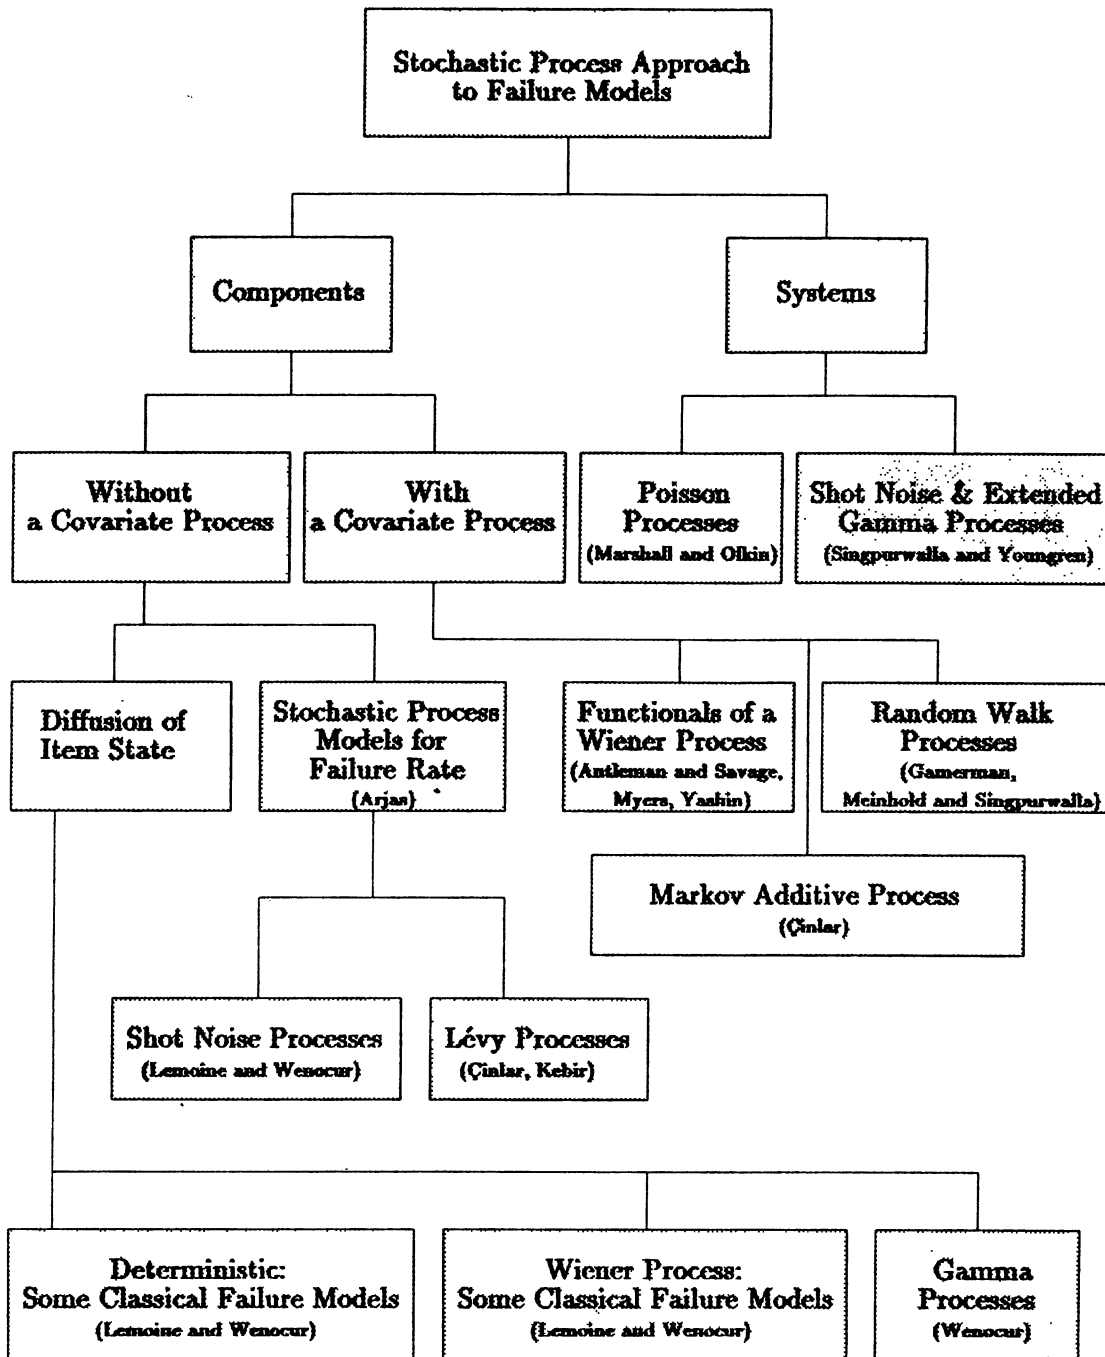 Stochastic Process Approach
to Failure Models
Components
Systems
Without
a Covariate Process
With
a Covariate Process
Poisson
Processes
(Marshall and Olkin)
Shot Noise & Extended
Gamma Processes
(Singpurwalla and Youngren)
Diffusion of
Item State
Stochastic Process
Models for
Failure Rate
(Arjas)
Functionals of a
Wiener Process
(Antleman and Savage,
Myers, Yashin)
Random Walk
Processes
(Gamerman,
Meinhold and Singpurwalla)
Markov Additive Process
(Çinlar)
Shot Noise Processes
(Lemoine and Wenocur)
Lévy Processes
(Çinlar, Kebir)
Deterministic:
Some Classical Failure Models
(Lemoine and Wenocur)
Wiener Process:
Some Classical Failure Models
(Lemoine and Wenocur)
Gamma
Processes
(Wenocur)